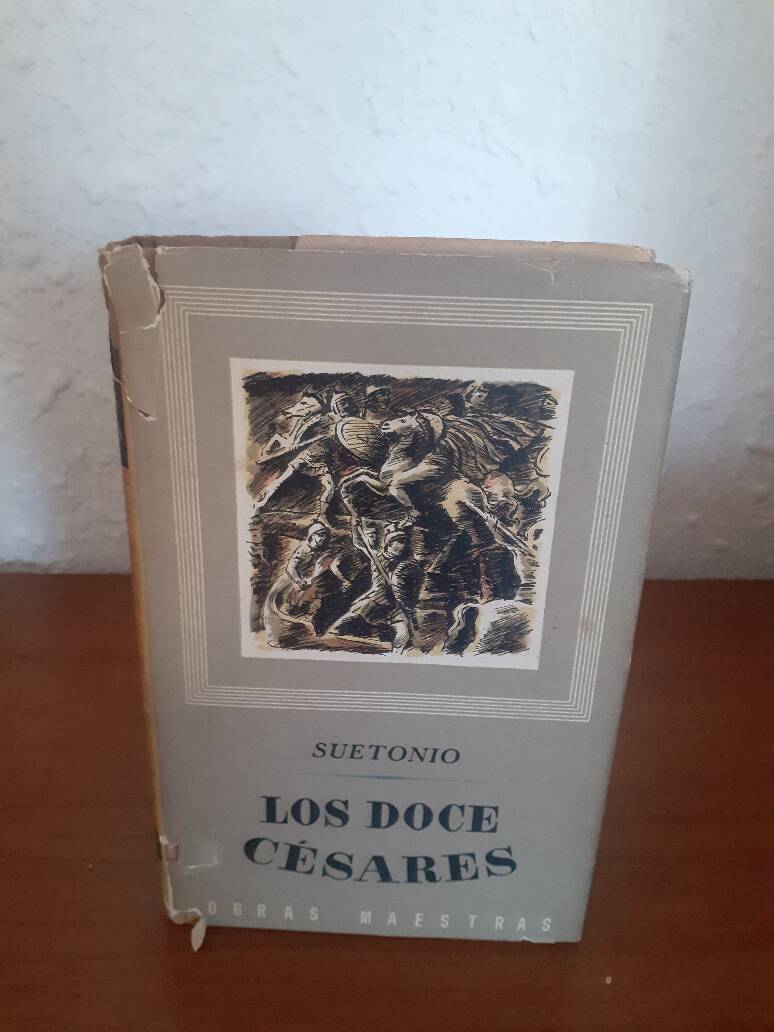 SUETONIO
LOS DOCE
CÉSARES
OBRAS MAESTRAS